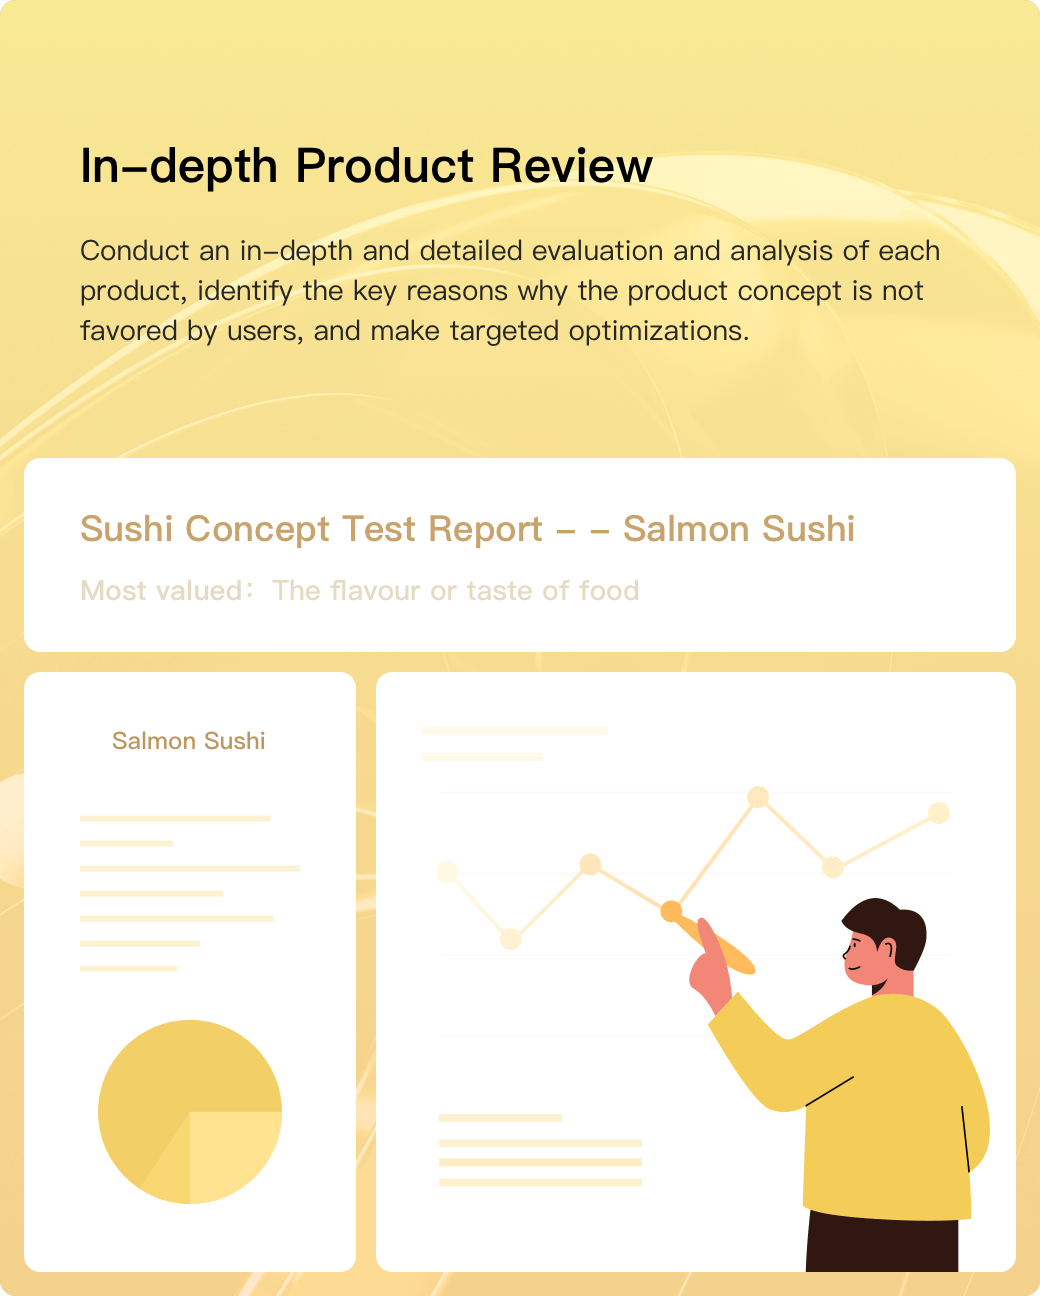 In-depth Product Review
Conduct an in-depth and detailed evaluation and analysis of each
product, identify the key reasons why the product concept is not
favored by users, and make targeted optimizations.
Sushi Concept Test Report - - Salmon Sushi
Most valued：The flavour or taste of food
Salmon Sushi